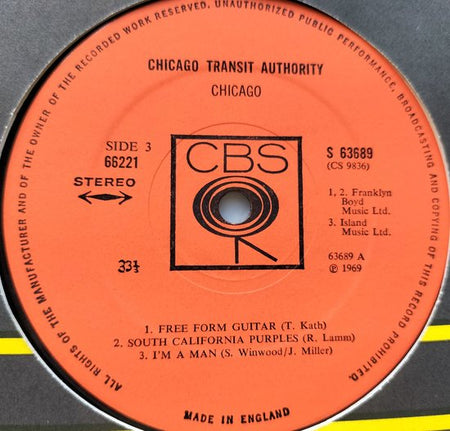 ALL RIGHTS OF THE MANUFACTURER AND OF THE OWNER OF THE RECORDED WORK RESERVED. UNAUTHORIZED PUBLIC PERFORMANCE, BROADCASTING AND COPYING OF THIS RECORD PROHIBITED.
CHICAGO TRANSIT AUTHORITY
CHICAGO
SIDE 3
66221
STEREO
33⅓
CBS
S 63689
(CS 9836)
1, 2. Franklyn
Boyd
Music Ltd.
3. Island
Music Ltd.
63689 A
℗ 1969
1. FREE FORM GUITAR (T. Kath)
2. SOUTH CALIFORNIA PURPLES (R. Lamm)
3. I'M A MAN (S. Winwood/J. Miller)
MADE IN ENGLAND